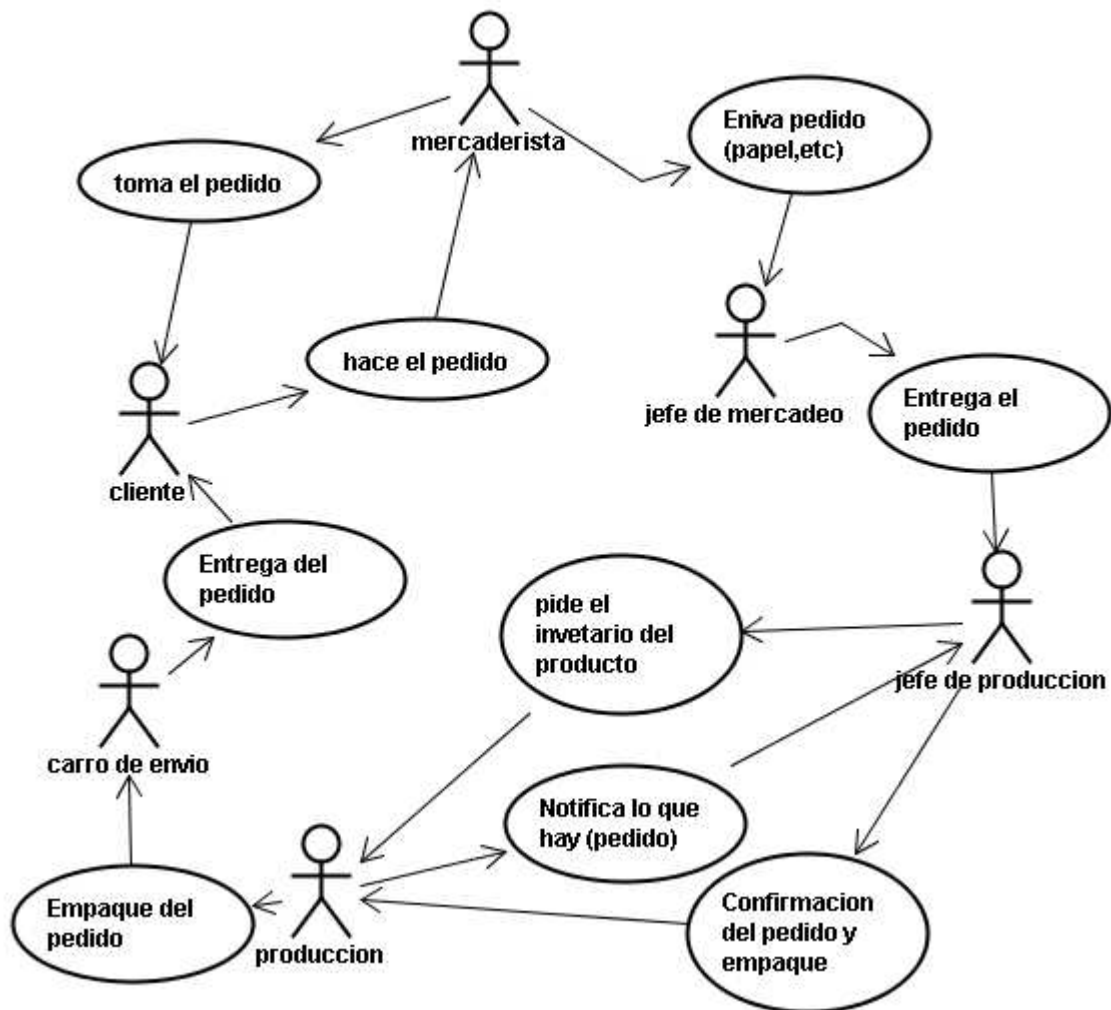 mercaderista
Eniva pedido
(papel,etc)
toma el pedido
hace el pedido
jefe de mercadeo
Entrega el
pedido
cliente
Entrega del
pedido
pide el
invetario del
producto
jefe de produccion
carro de envio
Notifica lo que
hay (pedido)
Empaque del
pedido
produccion
Confirmacion
del pedido y
empaque